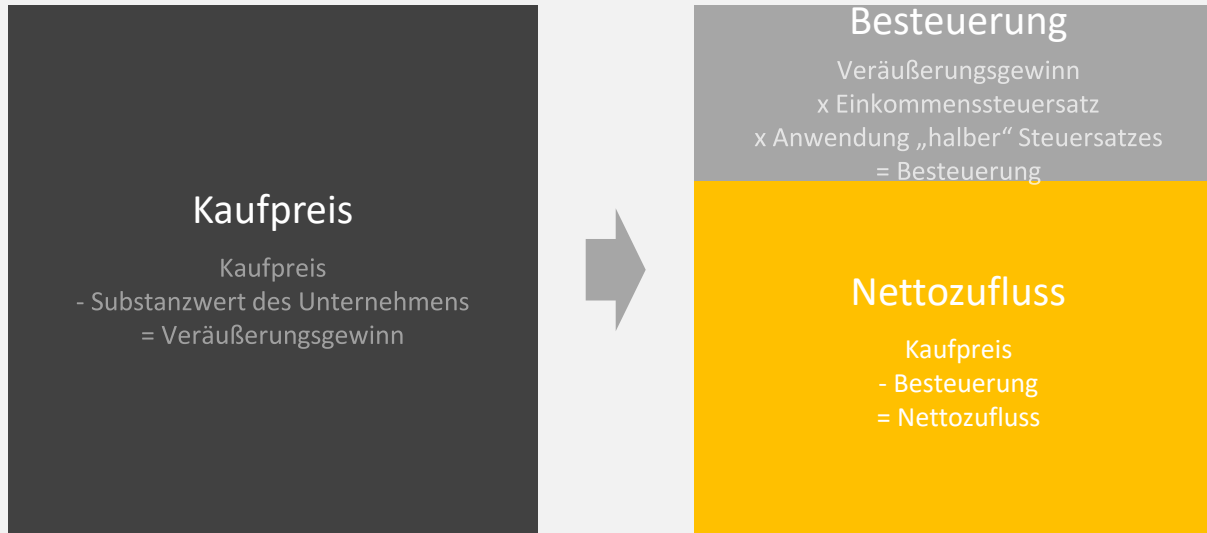 Kaufpreis
Kaufpreis
- Substanzwert des Unternehmens
= Veräußerungsgewinn
Besteuerung
Veräußerungsgewinn
x Einkommenssteuersatz
x Anwendung „halber“ Steuersatzes
= Besteuerung
Nettozufluss
Kaufpreis
- Besteuerung
= Nettozufluss